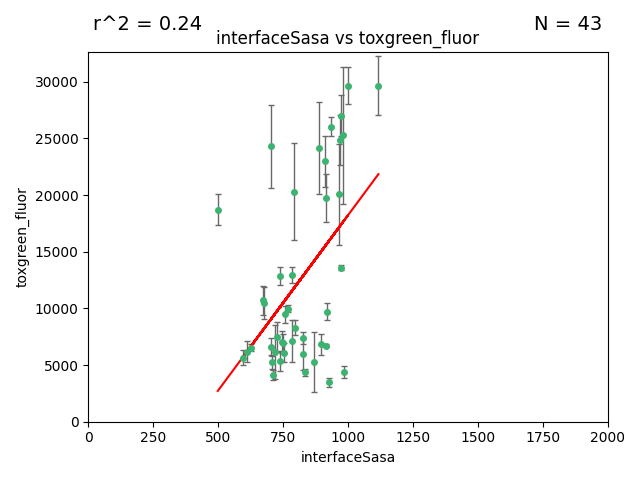 r^2 = 0.24
N = 43
interfaceSasa vs toxgreen_fluor
30000
25000
20000
15000
10000
5000
0
toxgreen_fluor
0 250 500 750 1000 1250 1500 1750 2000
interfaceSasa